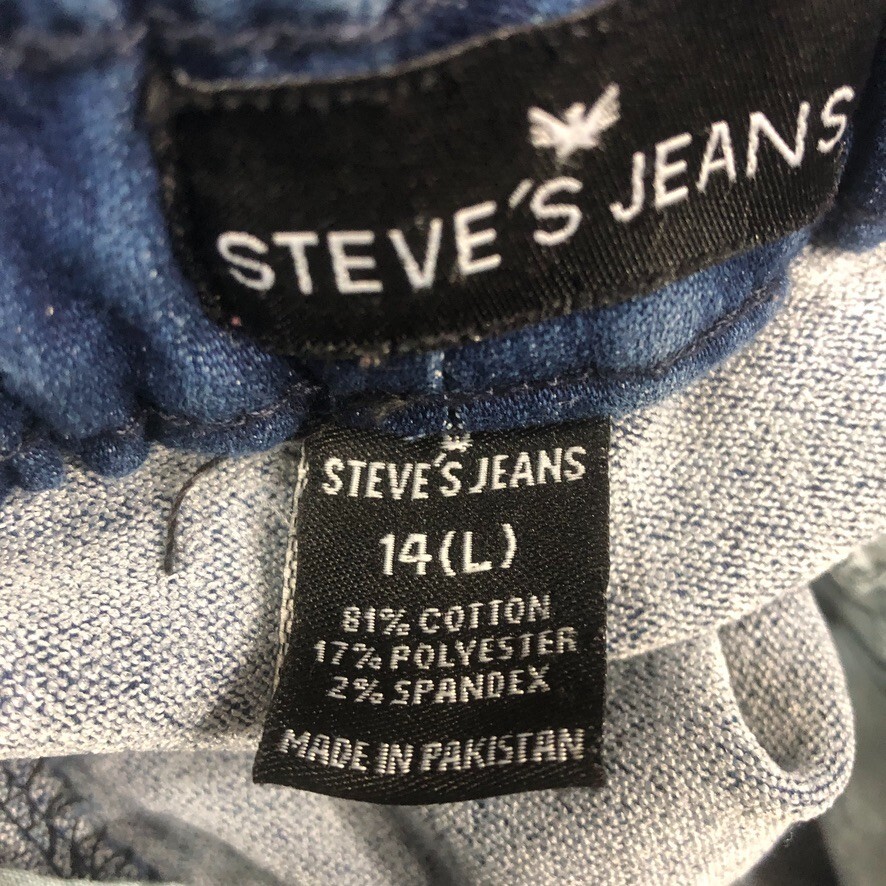 STEVE'S JEANS
STEVE'S JEANS
14(L)
81% COTTON
17% POLYESTER
2% SPANDEX
MADE IN PAKISTAN